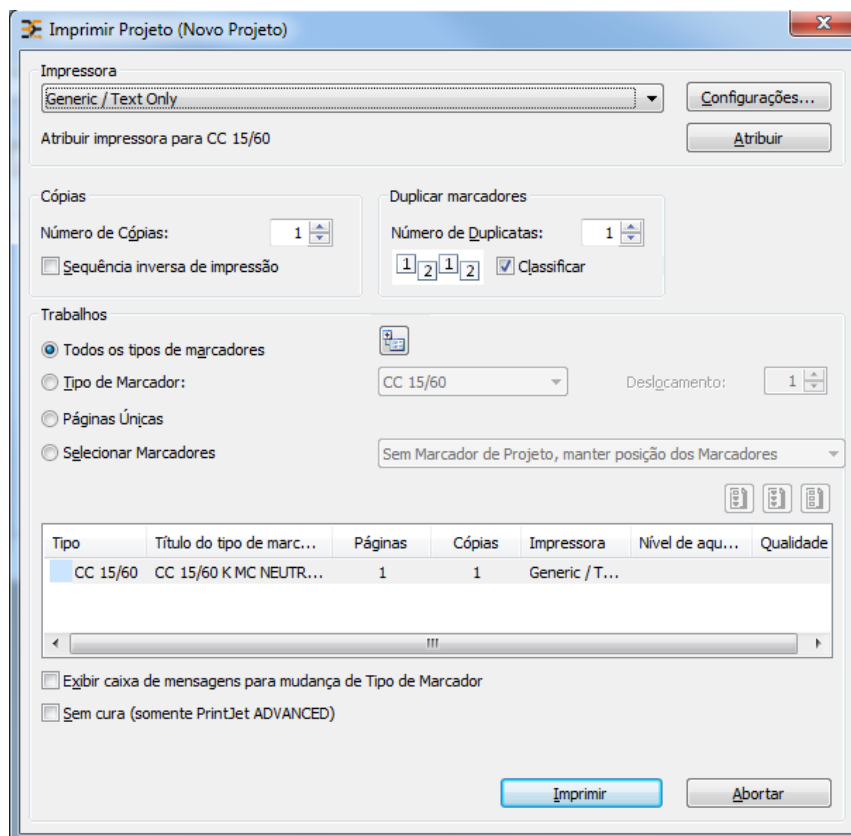 Imprimir Projeto (Novo Projeto)
Impressora
Generic / Text Only
Configurações...
Atribuir impressora para CC 15/60
Atribuir
Cópias
Duplicar marcadores
Número de Cópias: 1
Número de Duplicatas: 1
Sequência inversa de impressão
1 2 1 2 Classificar
Trabalhos
Todos os tipos de marcadores
Tipo de Marcador: CC 15/60 Deslocamento: 1
Páginas Únicas
Selecionar Marcadores Sem Marcador de Projeto, manter posição dos Marcadores
Tipo Título do tipo de marc... Páginas Cópias Impressora Nível de aqu... Qualidade
CC 15/60 CC 15/60 K MC NEUTR... 1 1 Generic / T...
Exibir caixa de mensagens para mudança de Tipo de Marcador
Sem cura (somente PrintJet ADVANCED)
Imprimir Abortar